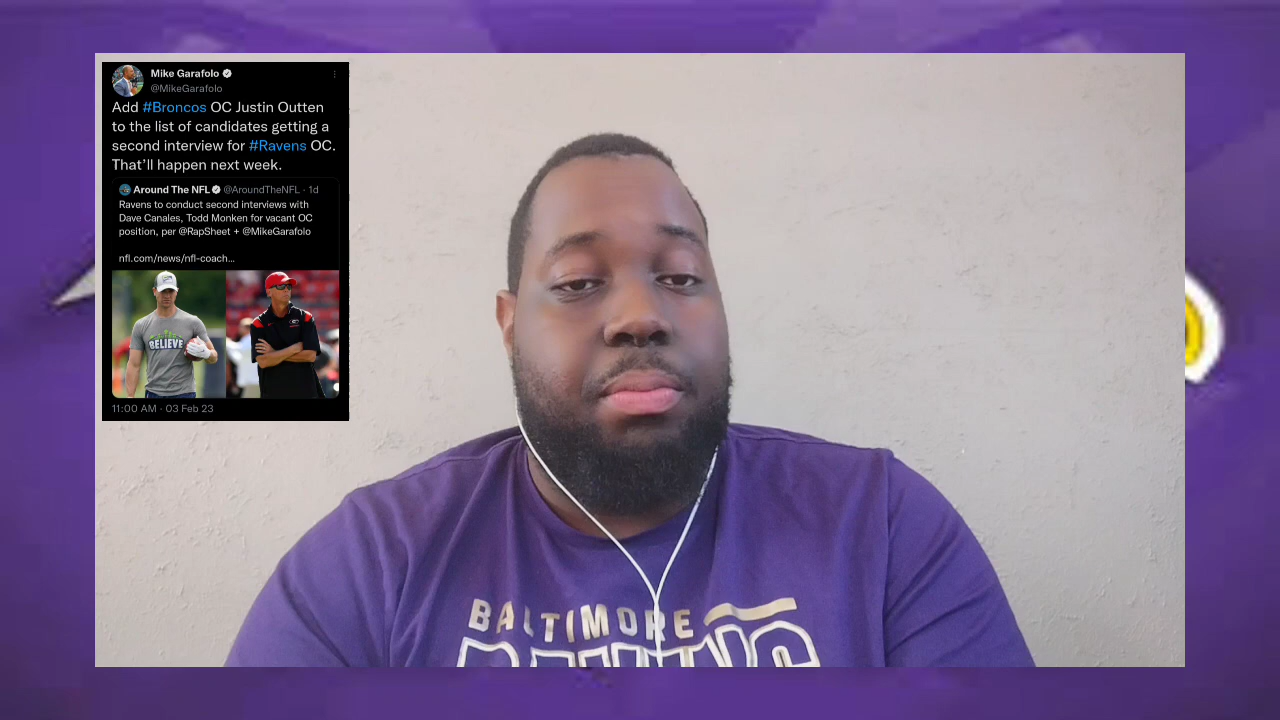 Mike Garafolo
@MikeGarafolo
Add #Broncos OC Justin Outten
to the list of candidates getting a
second interview for #Ravens OC.
That'll happen next week.
Around The NFL @AroundTheNFL · 1d
Ravens to conduct second interviews with
Dave Canales, Todd Monken for vacant OC
position, per @RapSheet + @MikeGarafolo
nfl.com/news/nfl-coach...
BELIEVE
11:00 AM · 03 Feb 23
BALTIMORE
RAVENS